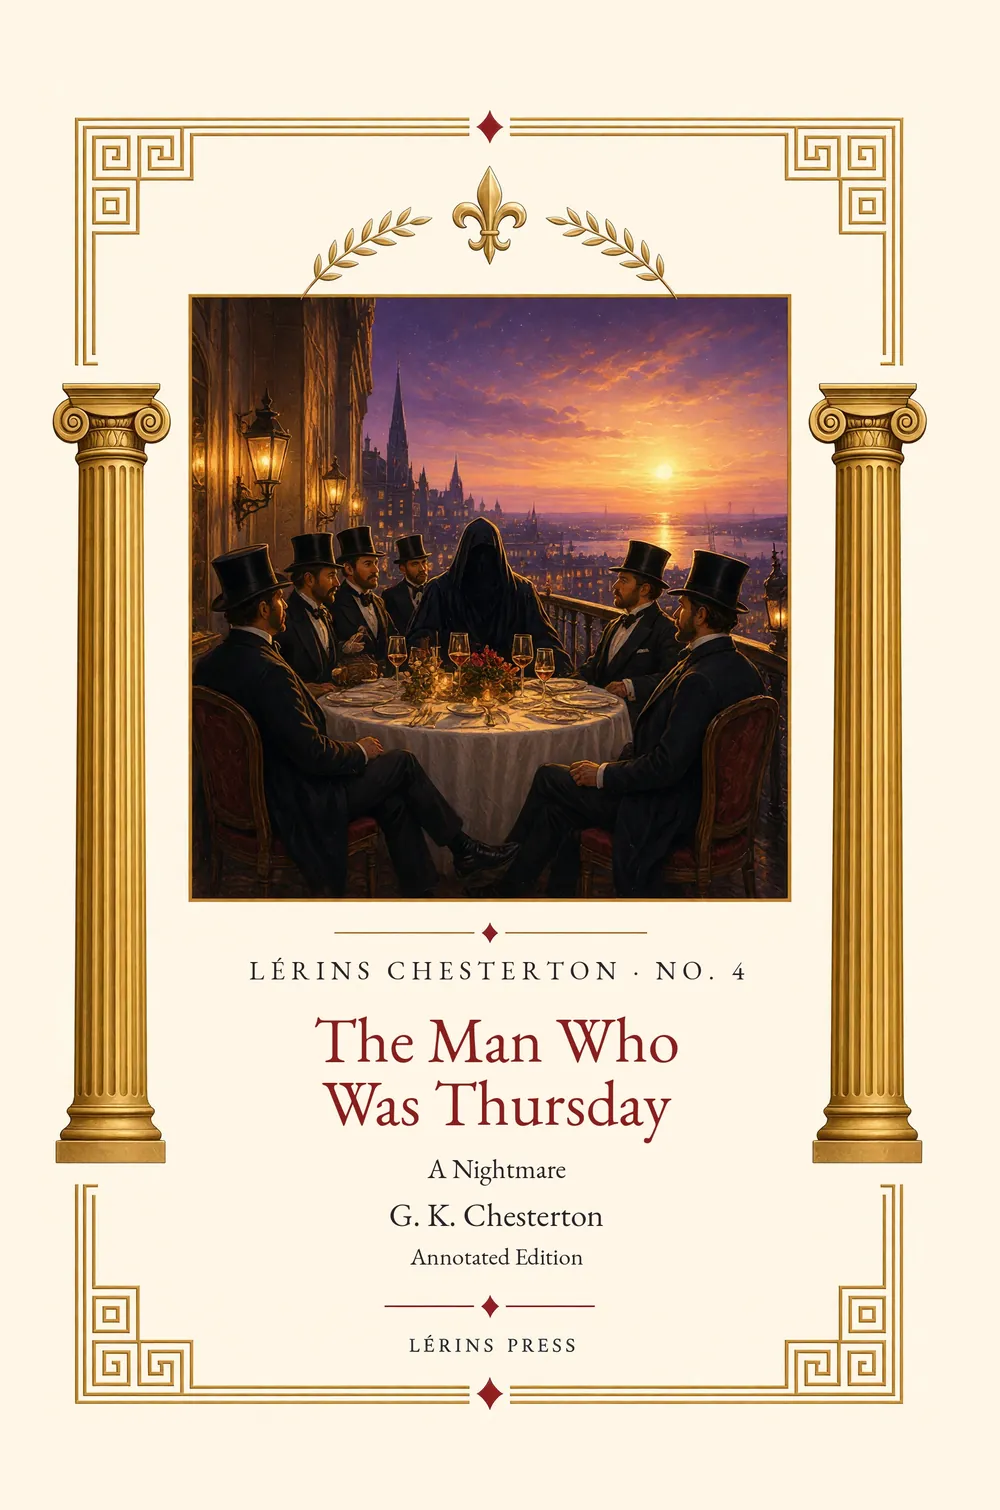 LÉRINS CHESTERTON · NO. 4
The Man Who
Was Thursday
A Nightmare
G. K. Chesterton
Annotated Edition
LÉRINS PRESS